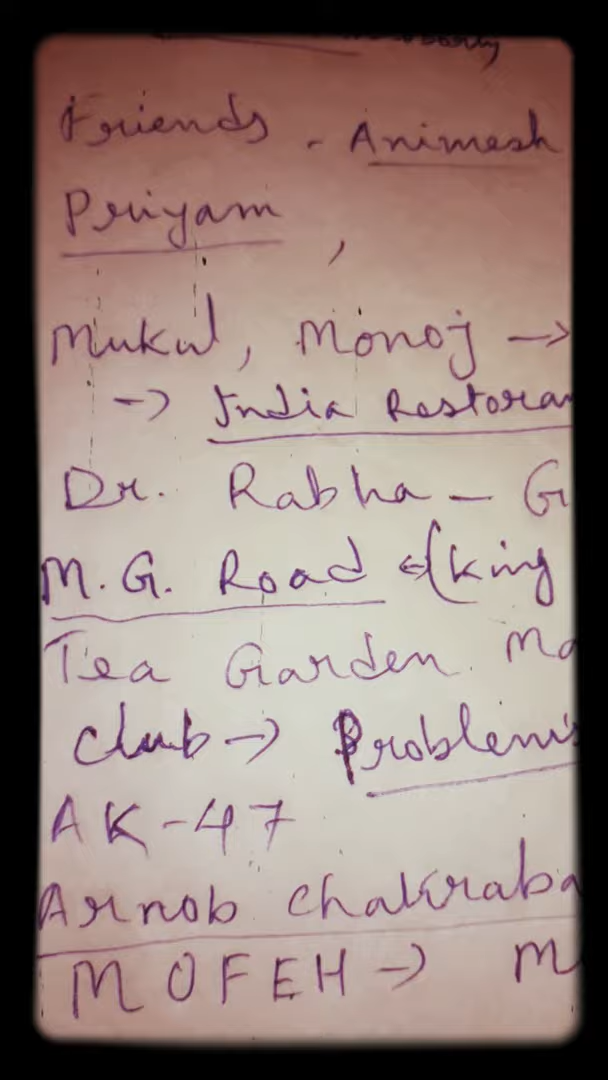 Friends - Animesh
Priyam ,
Mukul, Monoj →
→ India Restoran
Dr. Rabha - G
M.G. Road (King
Tea Garden. Ma
club → Problems
AK-47
Arnob Chakraba
MOFEH → M